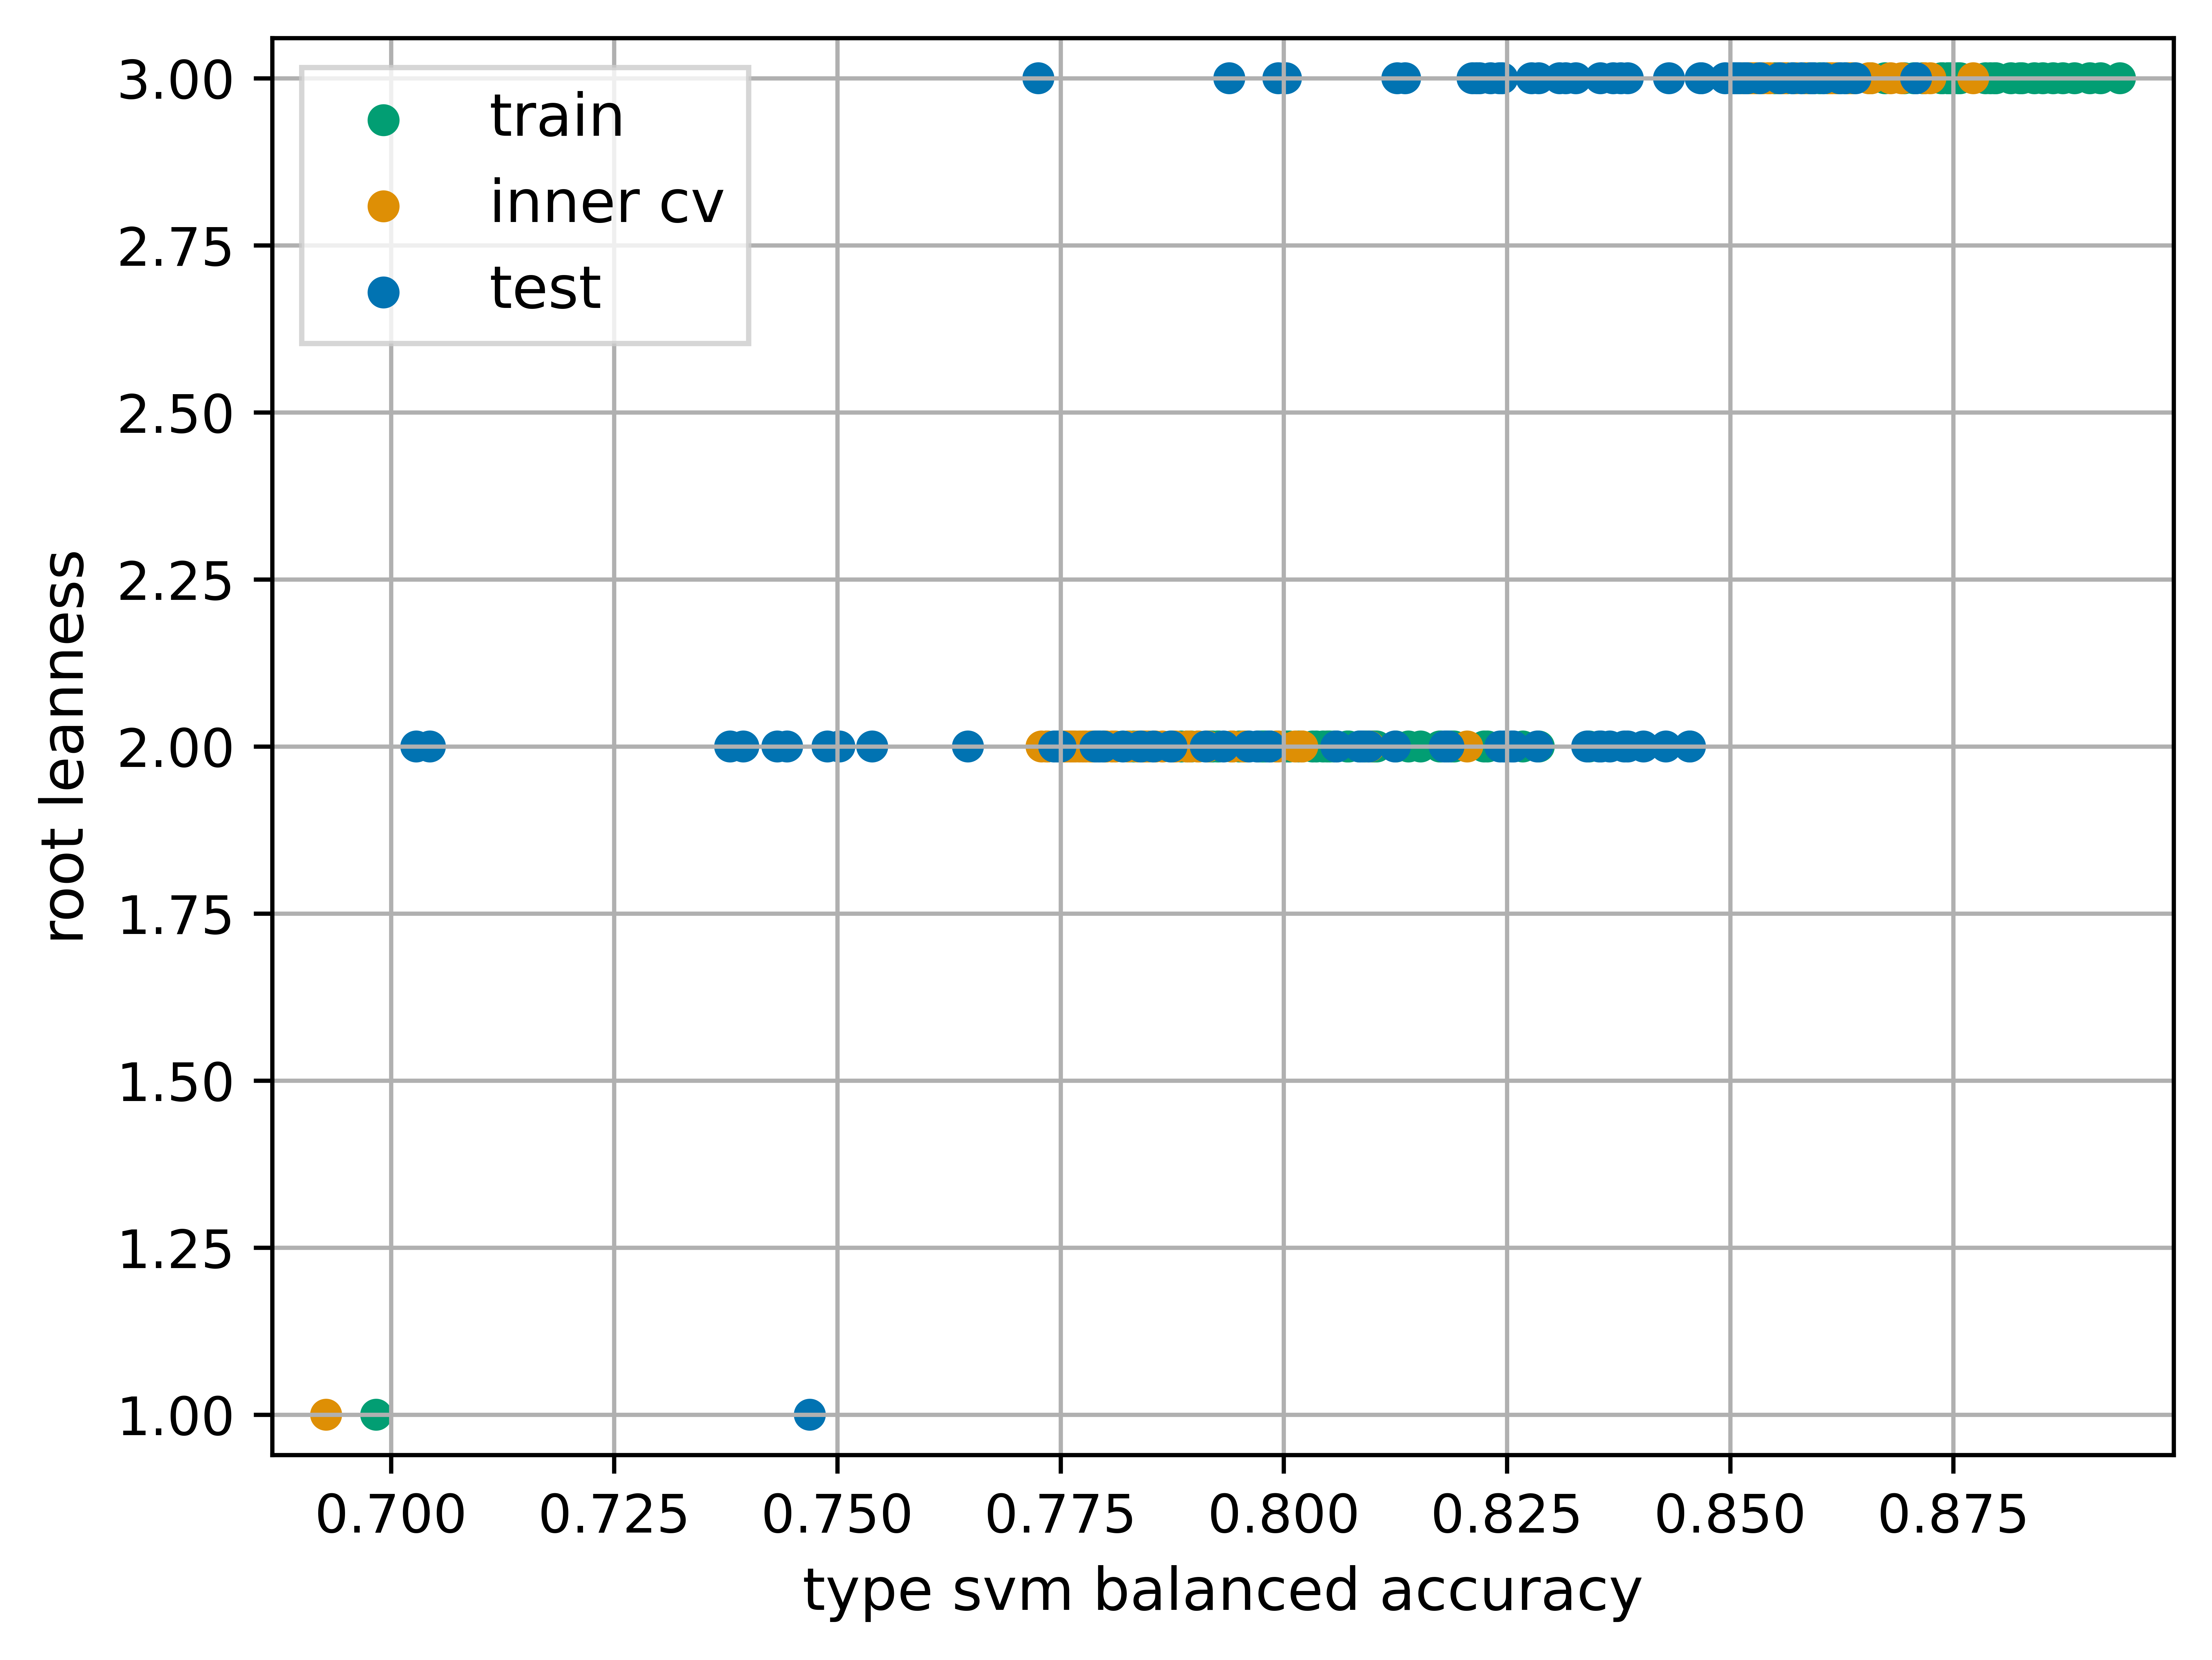 train
inner cv
test
3.00
2.75
2.50
2.25
2.00
1.75
1.50
1.25
1.00
root leanness
0.700 0.725 0.750 0.775 0.800 0.825 0.850 0.875
type svm balanced accuracy